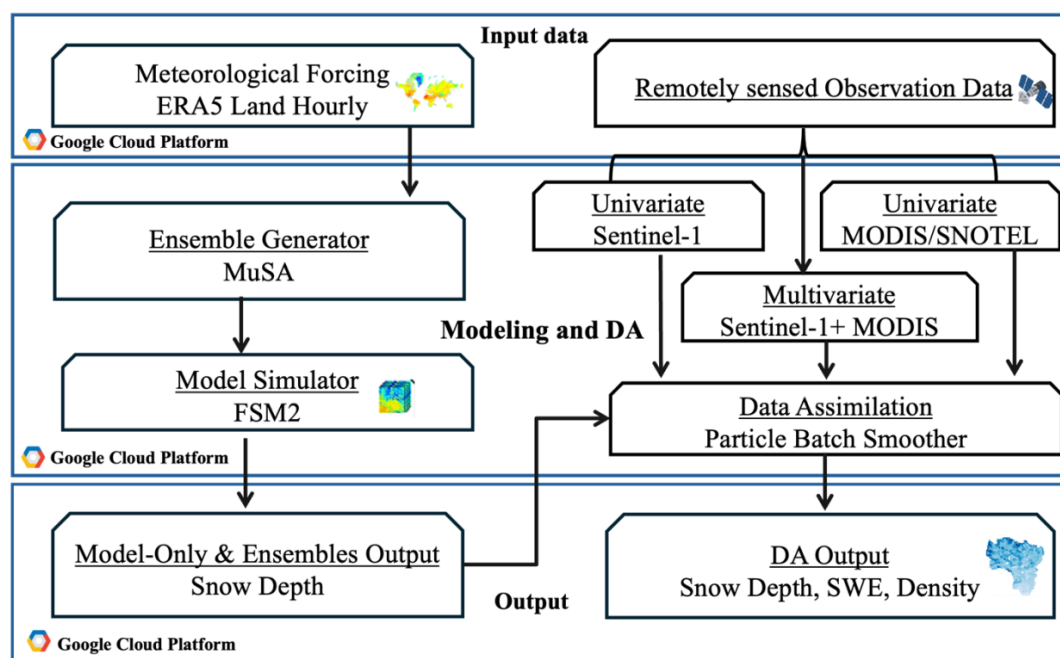 Input data
Meteorological Forcing
ERA5 Land Hourly
Remotely sensed Observation Data
Google Cloud Platform
Univariate
Sentinel-1
Univariate
MODIS/SNOTEL
Ensemble Generator
MuSA
Multivariate
Sentinel-1+ MODIS
Modeling and DA
Model Simulator
FSM2
Data Assimilation
Particle Batch Smoother
Google Cloud Platform
Model-Only & Ensembles Output
Snow Depth
DA Output
Snow Depth, SWE, Density
Output
Google Cloud Platform